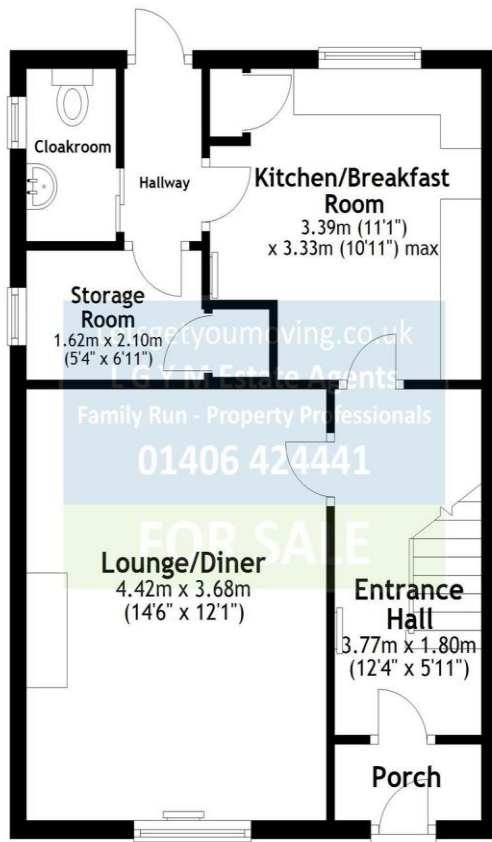 Cloakroom
Hallway
Kitchen/Breakfast
Room
3.39m (11'1")
x 3.33m (10'11") max
Storage
Room
1.62m x 2.10m
(5'4" x 6'11")
letsgetyoumoving.co.uk
L G Y M Estate Agents
Family Run - Property Professionals
01406 424441
FOR SALE
Lounge/Diner
4.42m x 3.68m
(14'6" x 12'1")
Entrance
Hall
3.77m x 1.80m
(12'4" x 5'11")
Porch